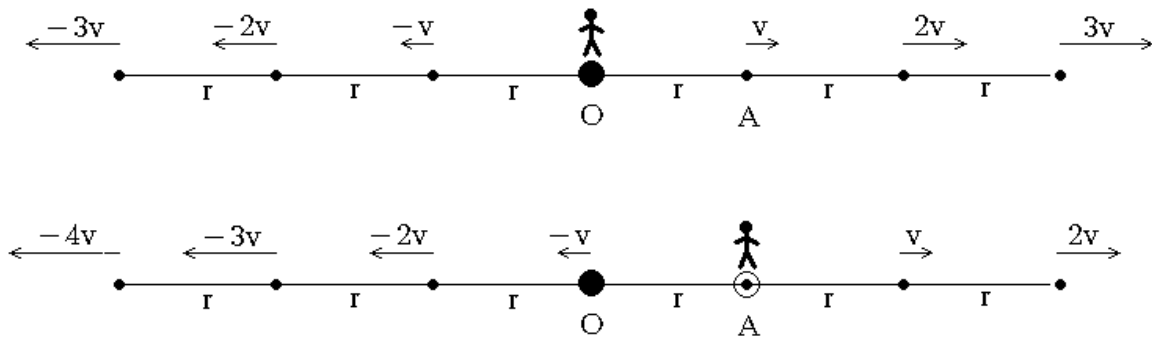 −3v −2v −v v 2v 3v
r r r r r r
O A
−4v −3v −2v −v v 2v
r r r r r r
O A